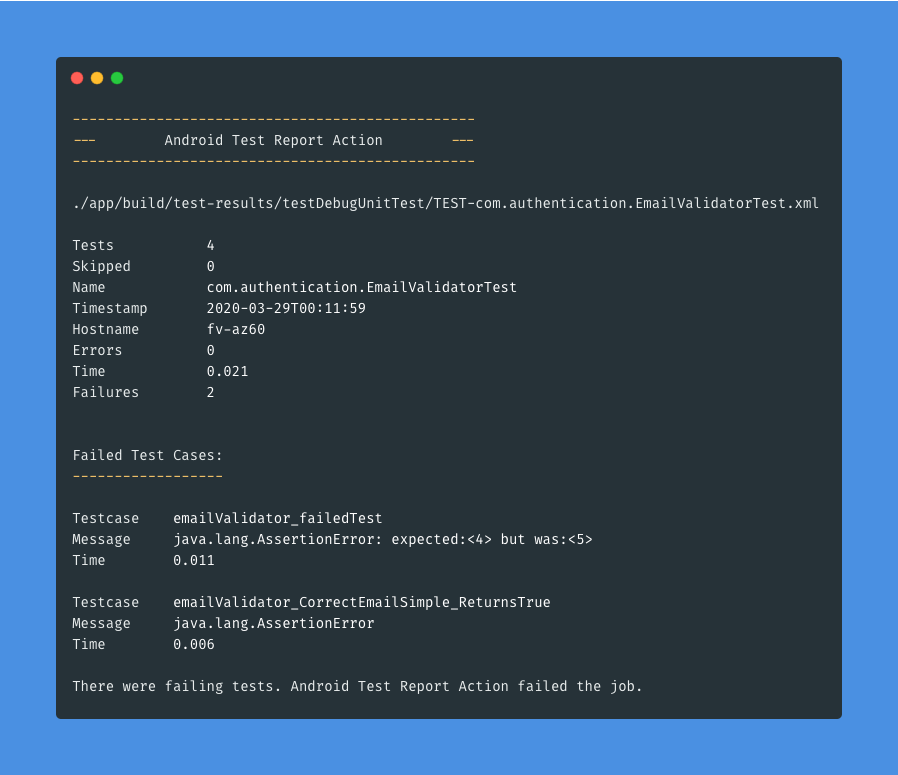 ------------------------------------------------
---        Android Test Report Action        ---
------------------------------------------------
./app/build/test-results/testDebugUnitTest/TEST-com.authentication.EmailValidatorTest.xml
Tests           4
Skipped         0
Name            com.authentication.EmailValidatorTest
Timestamp       2020-03-29T00:11:59
Hostname        fv-az60
Errors          0
Time            0.021
Failures        2
Failed Test Cases:
------------------
Testcase    emailValidator_failedTest
Message     java.lang.AssertionError: expected:<4> but was:<5>
Time        0.011
Testcase    emailValidator_CorrectEmailSimple_ReturnsTrue
Message     java.lang.AssertionError
Time        0.006
There were failing tests. Android Test Report Action failed the job.